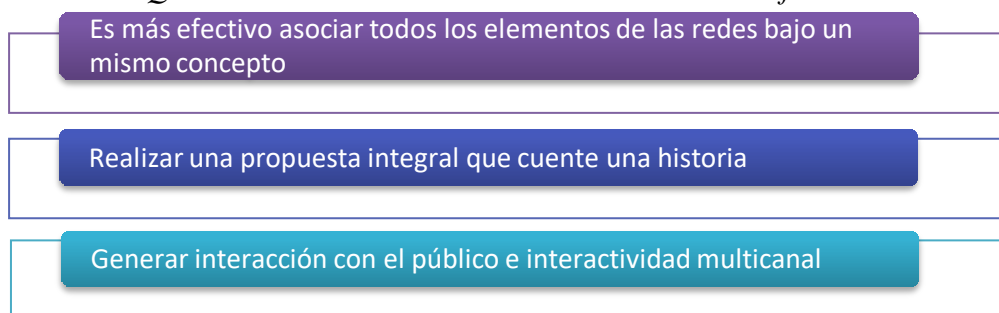 Es más efectivo asociar todos los elementos de las redes bajo un
mismo concepto
Realizar una propuesta integral que cuente una historia
Generar interacción con el público e interactividad multicanal